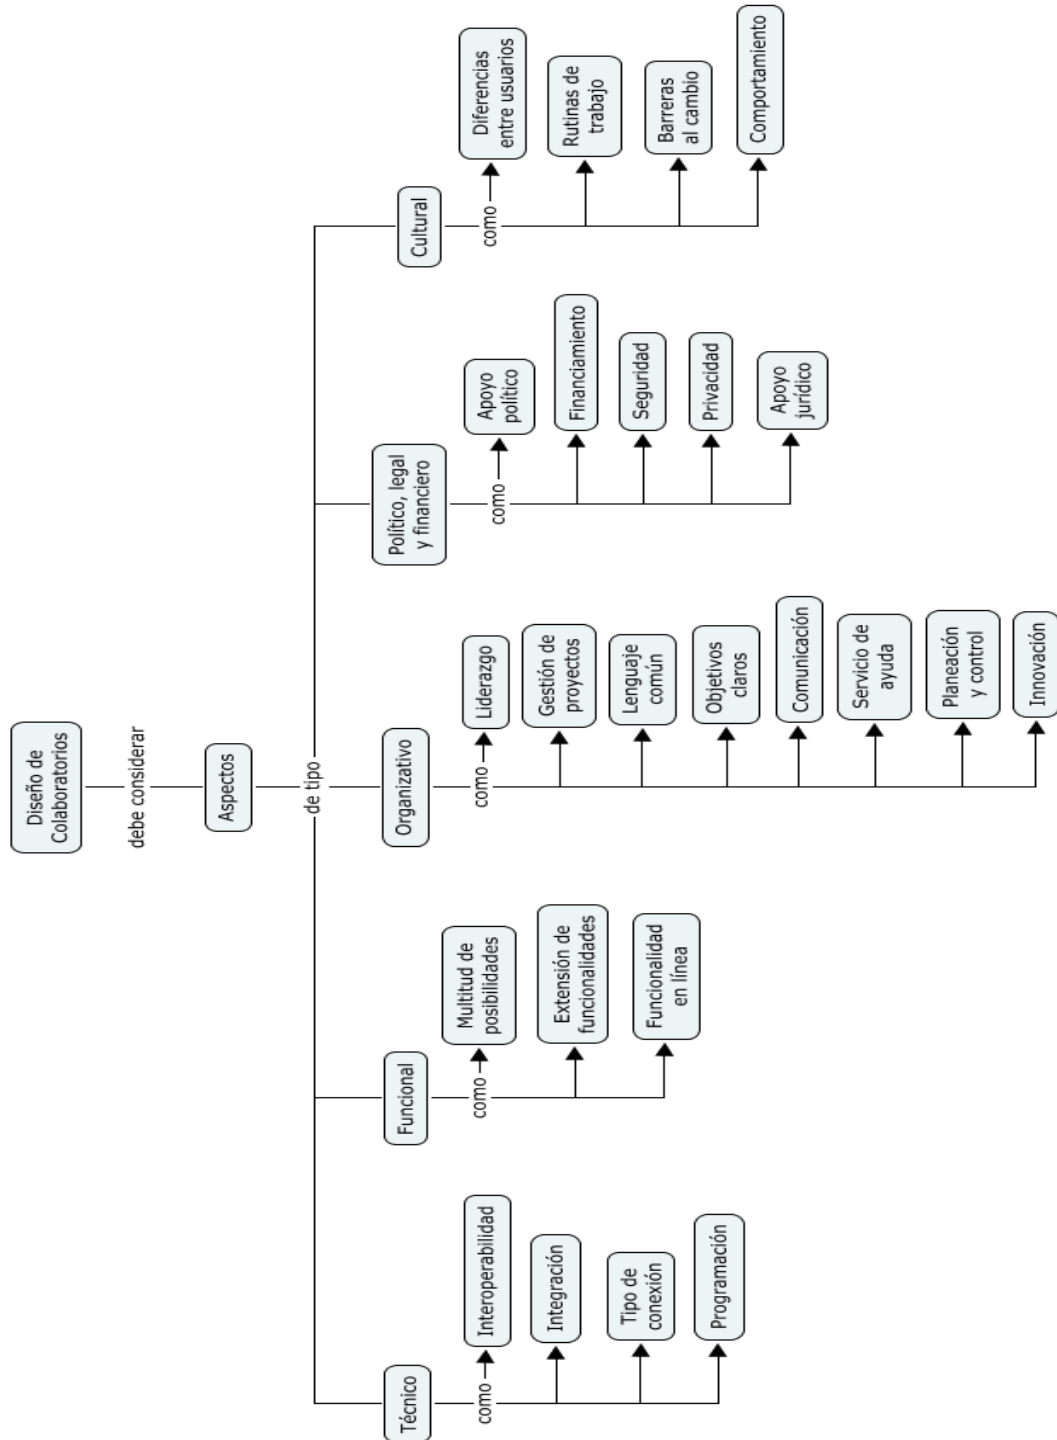 Diseño de
Colaboratorios
debe considerar
Aspectos
de tipo
Técnico
como
Interoperabilidad
Integración
Tipo de
conexión
Programación
Funcional
como
Multitud de
posibilidades
Extensión de
funcionalidades
Funcionalidad
en línea
Organizativo
como
Liderazgo
Gestión de
proyectos
Lenguaje
común
Objetivos
claros
Comunicación
Servicio de
ayuda
Planeación
y control
Innovación
Político, legal
y financiero
como
Apoyo
político
Financiamiento
Seguridad
Privacidad
Apoyo
jurídico
Cultural
como
Diferencias
entre usuarios
Rutinas de
trabajo
Barreras
al cambio
Comportamiento